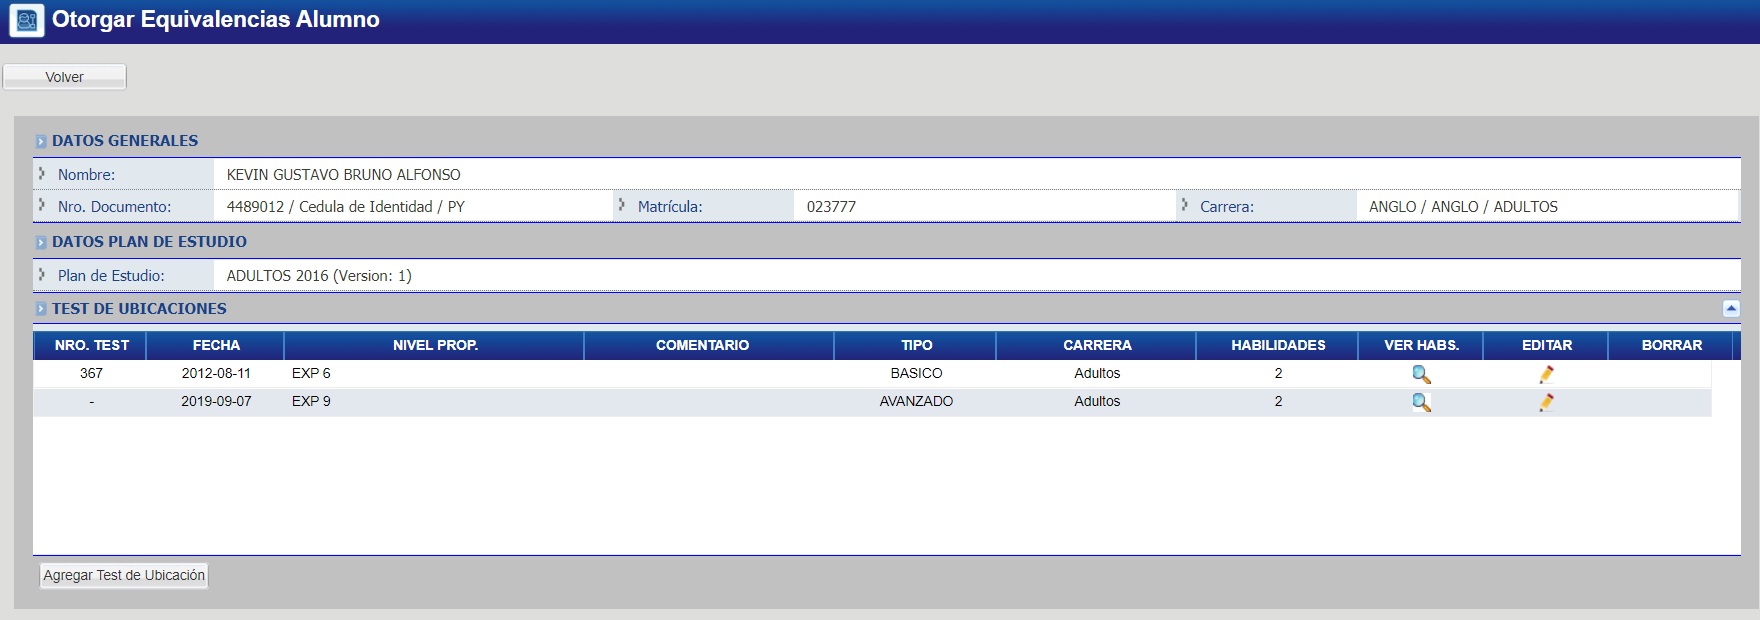 Otorgar Equivalencias Alumno
Volver
DATOS GENERALES
Nombre: KEVIN GUSTAVO BRUNO ALFONSO
Nro. Documento: 4489012 / Cedula de Identidad / PY Matrícula: 023777 Carrera: ANGLO / ANGLO / ADULTOS
DATOS PLAN DE ESTUDIO
Plan de Estudio: ADULTOS 2016 (Version: 1)
TEST DE UBICACIONES
NRO. TEST FECHA NIVEL PROP. COMENTARIO TIPO CARRERA HABILIDADES VER HABS. EDITAR BORRAR
367 2012-08-11 EXP 6 BASICO Adultos 2
- 2019-09-07 EXP 9 AVANZADO Adultos 2
Agregar Test de Ubicación